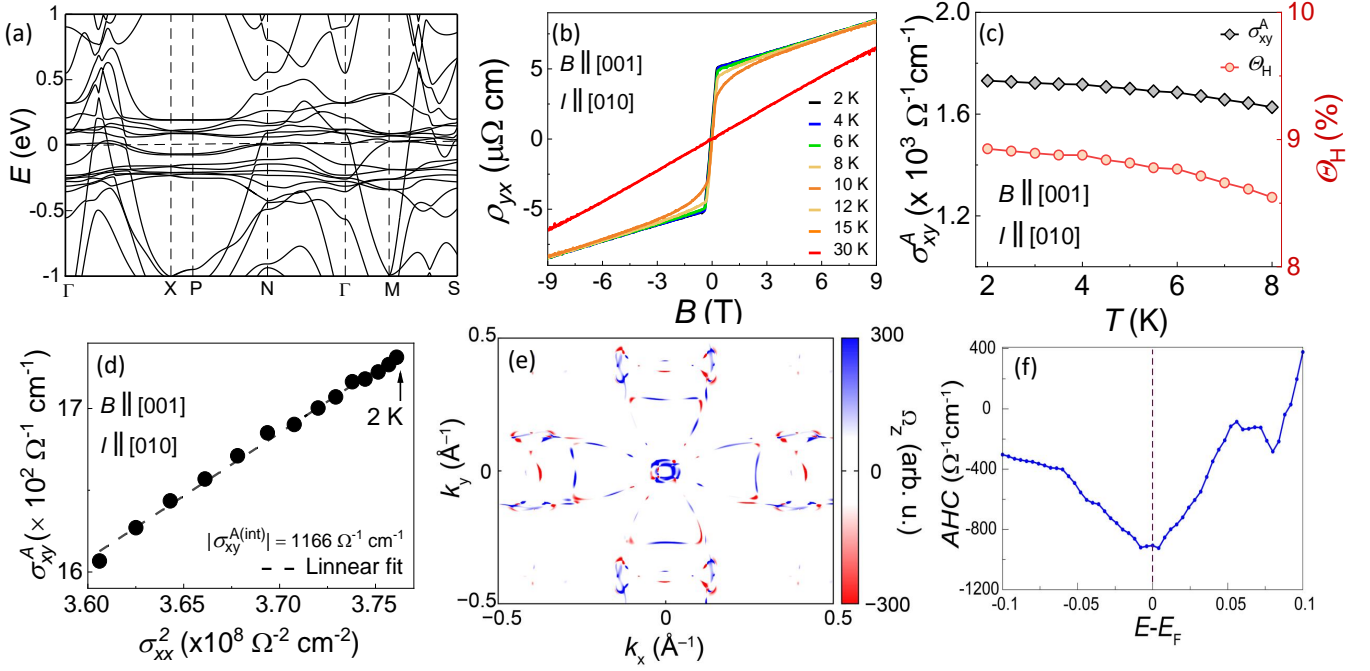 (a)
E (eV)
1
0.5
0
-0.5
-1
Γ X P N Γ M S
(b)
B || [001]
I || [010]
ρyx (μΩ cm)
5
0
-5
2 K
4 K
6 K
8 K
10 K
12 K
15 K
30 K
-9 -6 -3 0 3 6 9
B (T)
(c)
σxyA
ΘH
σxyA (x 10³ Ω⁻¹cm⁻¹)
2.0
1.6
1.2
B || [001]
I || [010]
10
9
8
ΘH (%)
2 4 6 8
T (K)
(d)
B || [001]
I || [010]
2 K
σxyA (× 10² Ω⁻¹ cm⁻¹)
17
16
|σxyA(int)| = 1166 Ω⁻¹ cm⁻¹
Linnear fit
3.60 3.65 3.70 3.75
σxx² (x10⁸ Ω⁻² cm⁻²)
(e)
ky (Å⁻¹)
0.5
0
−0.5
−0.5 0 0.5
kx (Å⁻¹)
300
0
−300
Ωz (arb. u.)
(f)
AHC (Ω⁻¹cm⁻¹)
400
0
-400
-800
-1200
-0.1 -0.05 0 0.05 0.1
E-EF